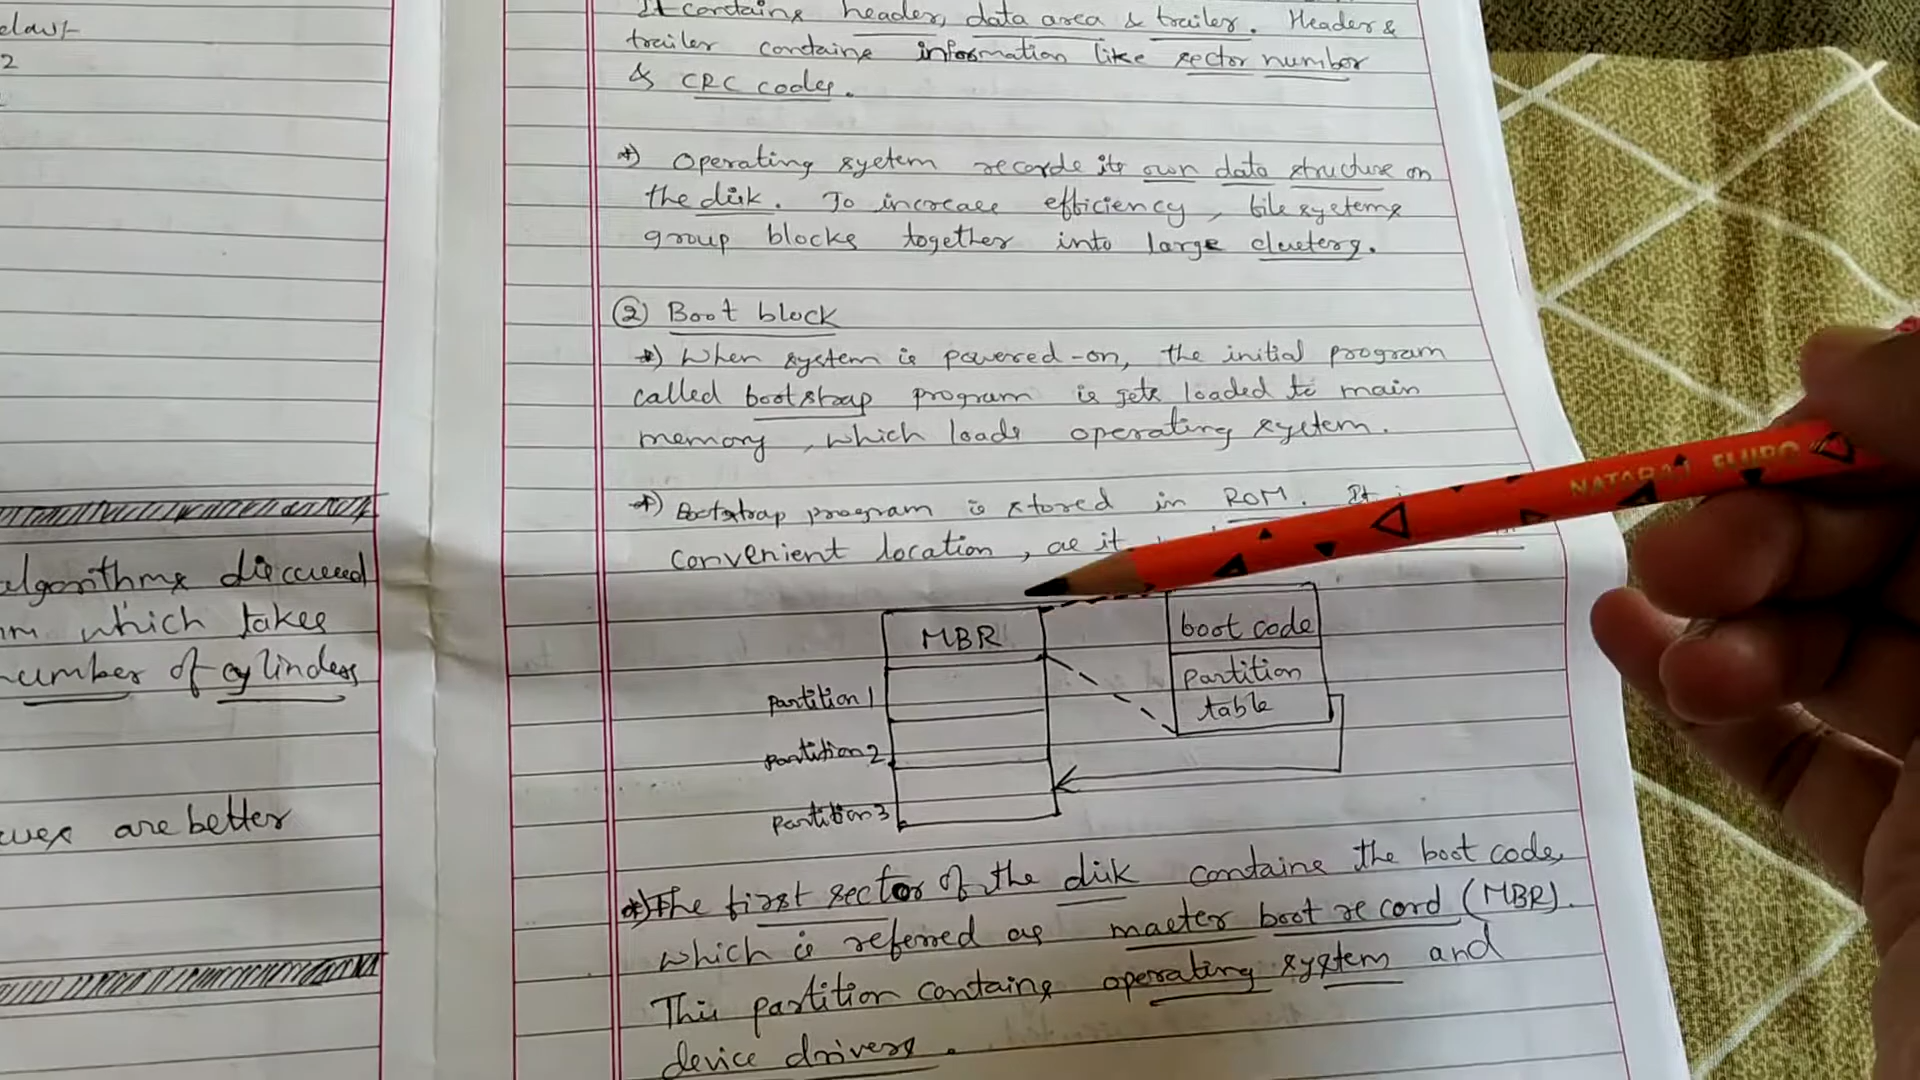 elow:-
2
It contains header, data area & trailer. Header &
trailer contains information like sector number
& CRC codes.
*) Operating system records its own data structure on
the disk. To increase efficiency, file systems
group blocks together into large clusters.
② Boot block
*) When system is powered-on, the initial program
called bootstrap program is gets loaded to main
memory, which loads operating system.
*) Bootstrap program is stored in ROM. It
convenient location, as it
MBR
boot code
partition
table
partition 1
partition 2
partition 3
*) The first sector of the disk contains the boot code,
which is referred as master boot record (MBR).
This partition contains operating system and
device drivers.
algorithms discussed
which takes
number of cylinders
are better
NATARAJ